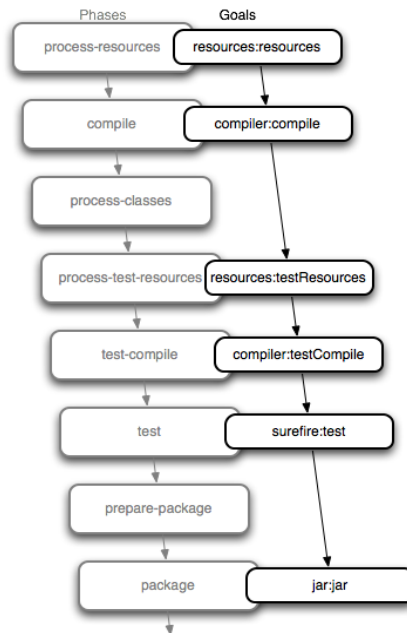 Phases Goals
process-resources resources:resources
compile compiler:compile
process-classes
process-test-resources resources:testResources
test-compile compiler:testCompile
test surefire:test
prepare-package
package jar:jar